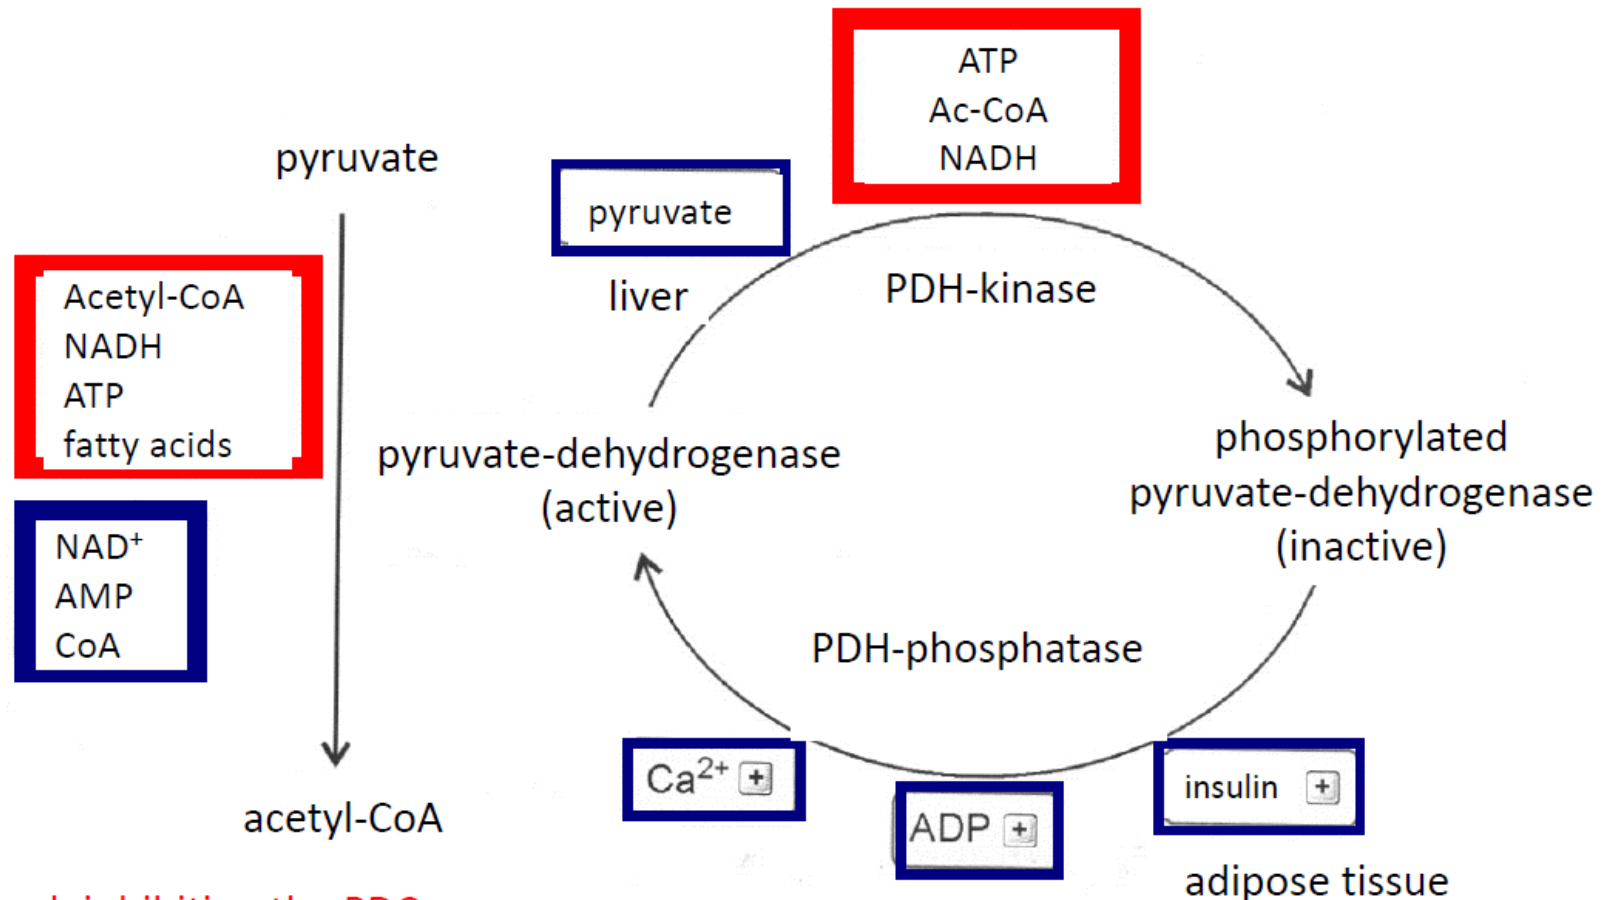 ATP
Ac-CoA
NADH
pyruvate
pyruvate
liver
PDH-kinase
Acetyl-CoA
NADH
ATP
fatty acids
pyruvate-dehydrogenase
(active)
phosphorylated
pyruvate-dehydrogenase
(inactive)
NAD⁺
AMP
CoA
PDH-phosphatase
Ca²⁺ +
insulin +
ADP +
acetyl-CoA
adipose tissue